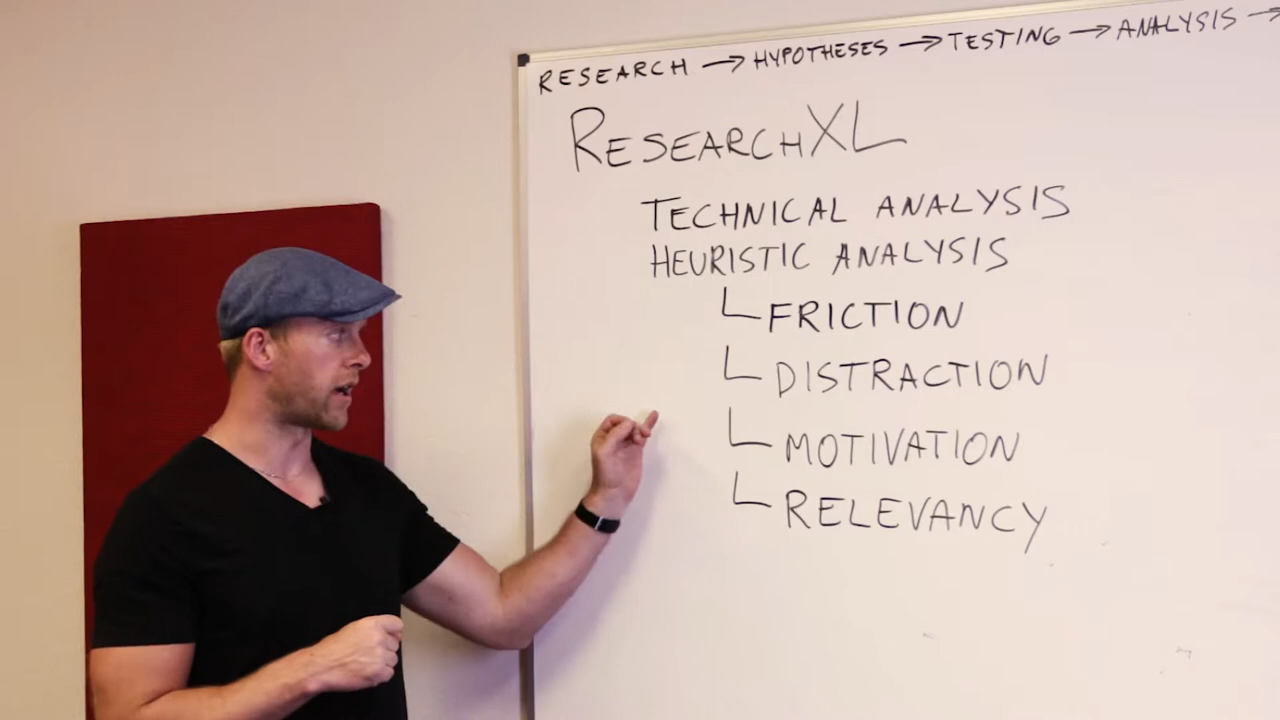 RESEARCH → HYPOTHESES → TESTING → ANALYSIS →
RESEARCHXL
TECHNICAL ANALYSIS
HEURISTIC ANALYSIS
FRICTION
DISTRACTION
MOTIVATION
RELEVANCY